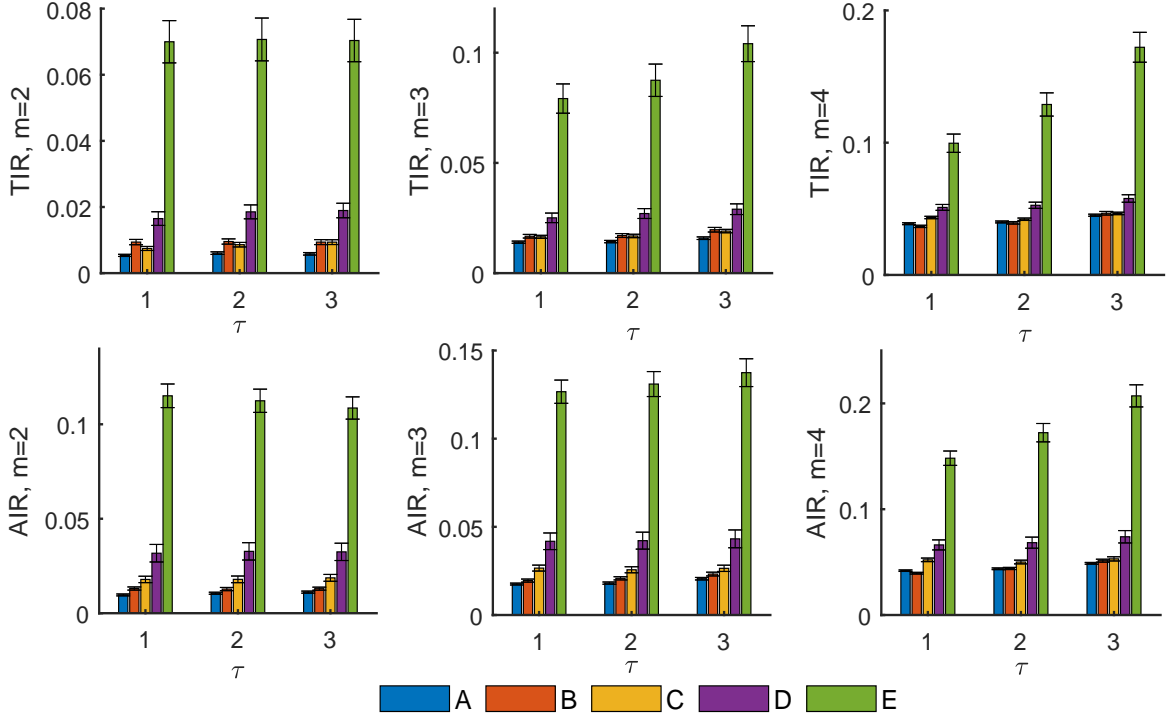 TIR, m=2
0.08
0.06
0.04
0.02
0
1 2 3
τ
TIR, m=3
0.1
0.05
0
1 2 3
τ
TIR, m=4
0.2
0.1
0
1 2 3
τ
AIR, m=2
0.1
0.05
0
1 2 3
τ
AIR, m=3
0.15
0.1
0.05
0
1 2 3
τ
AIR, m=4
0.2
0.1
0
1 2 3
τ
A B C D E